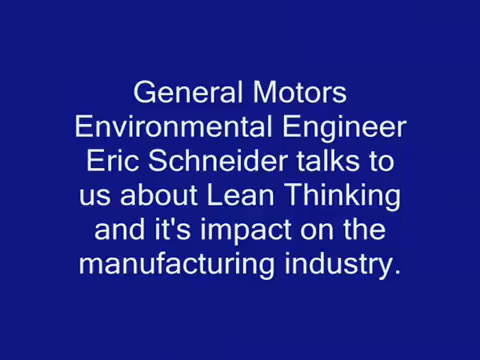 General Motors
Environmental Engineer
Eric Schneider talks to
us about Lean Thinking
and it's impact on the
manufacturing industry.